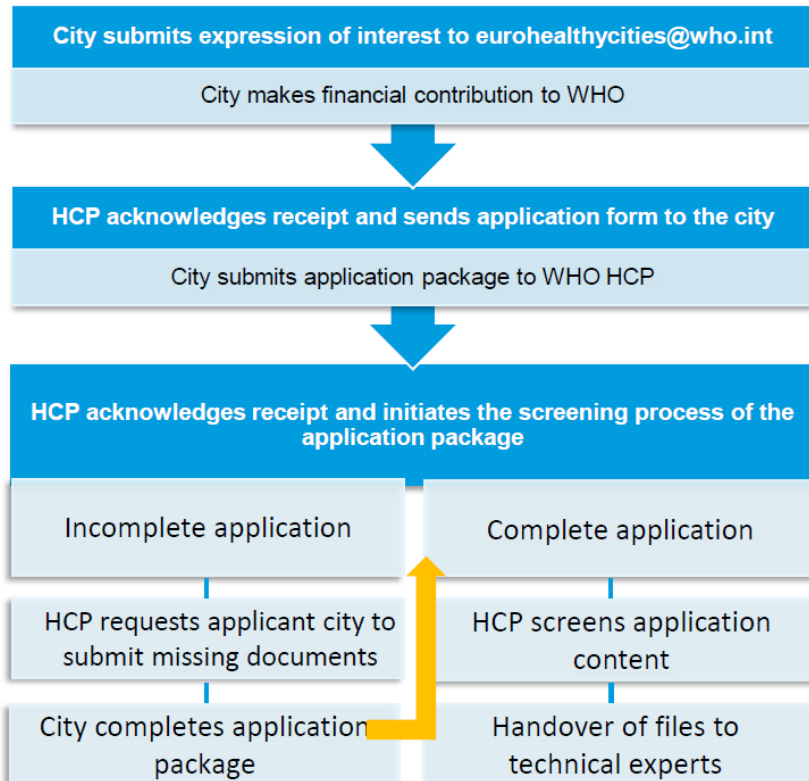 City submits expression of interest to eurohealthycities@who.int
City makes financial contribution to WHO
HCP acknowledges receipt and sends application form to the city
City submits application package to WHO HCP
HCP acknowledges receipt and initiates the screening process of the
application package
Incomplete application
HCP requests applicant city to
submit missing documents
City completes application
package
Complete application
HCP screens application
content
Handover of files to
technical experts